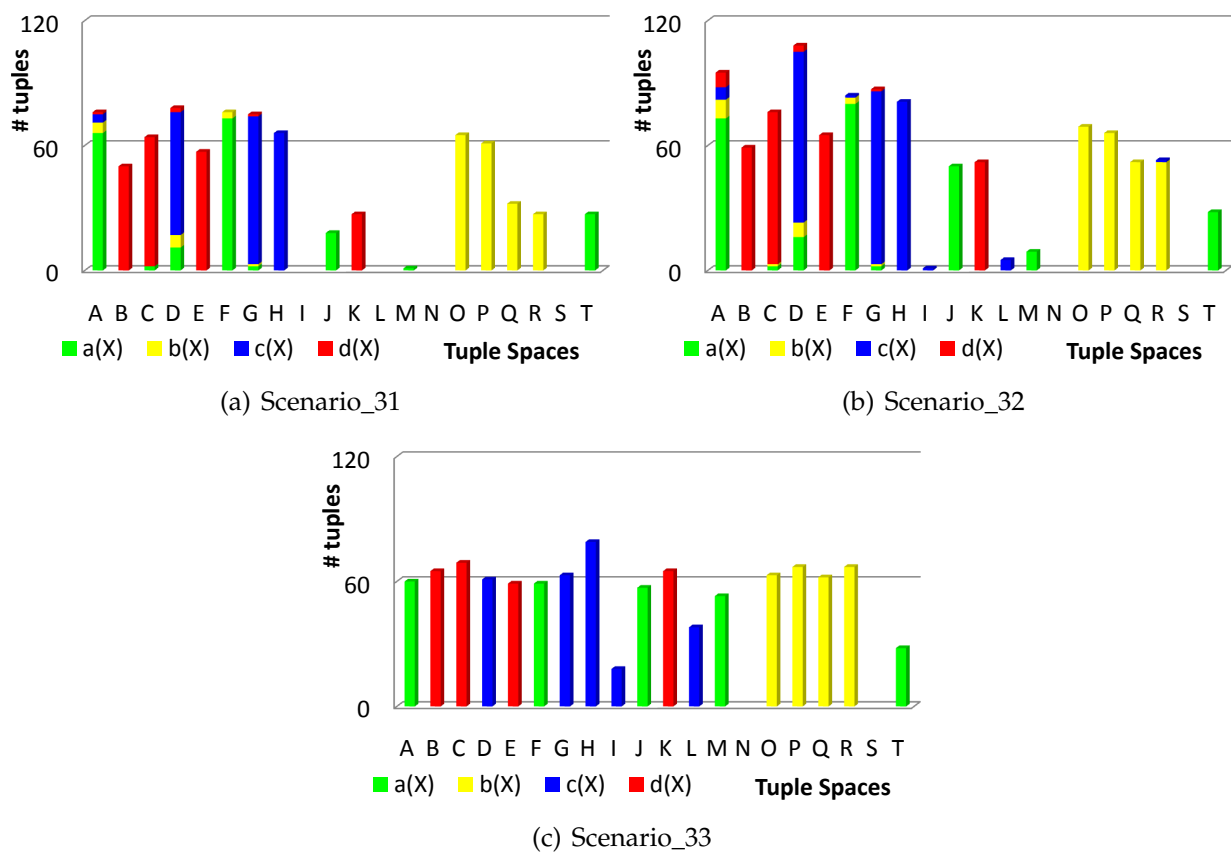 120
# tuples
60
0
A B C D E F G H I J K L M N O P Q R S T
a(X) b(X) c(X) d(X) Tuple Spaces
(a) Scenario_31
120
# tuples
60
0
A B C D E F G H I J K L M N O P Q R S T
a(X) b(X) c(X) d(X) Tuple Spaces
(b) Scenario_32
120
# tuples
60
0
A B C D E F G H I J K L M N O P Q R S T
a(X) b(X) c(X) d(X) Tuple Spaces
(c) Scenario_33